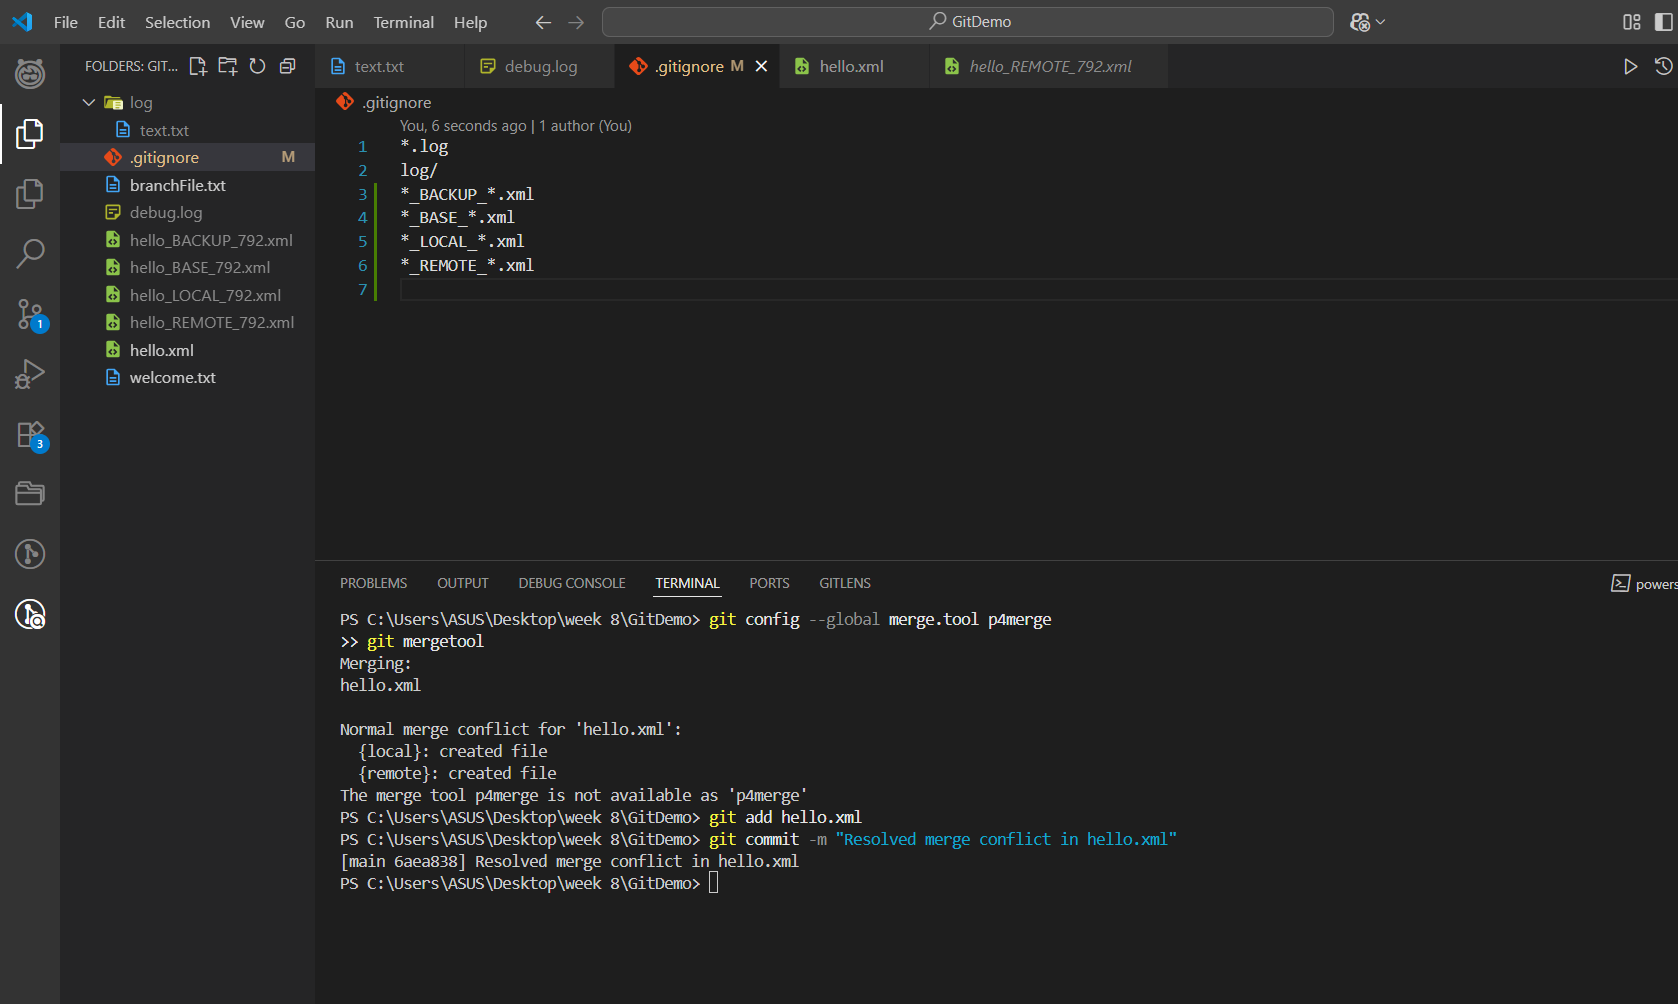 File Edit Selection View Go Run Terminal Help
GitDemo
FOLDERS: GIT...
log
text.txt
.gitignore M
branchFile.txt
debug.log
hello_BACKUP_792.xml
hello_BASE_792.xml
hello_LOCAL_792.xml
hello_REMOTE_792.xml
hello.xml
welcome.txt
1
3
text.txt debug.log .gitignore M hello.xml hello_REMOTE_792.xml
.gitignore
You, 6 seconds ago | 1 author (You)
1 *.log
2 log/
3 *_BACKUP_*.xml
4 *_BASE_*.xml
5 *_LOCAL_*.xml
6 *_REMOTE_*.xml
7
PROBLEMS OUTPUT DEBUG CONSOLE TERMINAL PORTS GITLENS
powers
PS C:\Users\ASUS\Desktop\week 8\GitDemo> git config --global merge.tool p4merge
>> git mergetool
Merging:
hello.xml
Normal merge conflict for 'hello.xml':
{local}: created file
{remote}: created file
The merge tool p4merge is not available as 'p4merge'
PS C:\Users\ASUS\Desktop\week 8\GitDemo> git add hello.xml
PS C:\Users\ASUS\Desktop\week 8\GitDemo> git commit -m "Resolved merge conflict in hello.xml"
[main 6aea838] Resolved merge conflict in hello.xml
PS C:\Users\ASUS\Desktop\week 8\GitDemo>